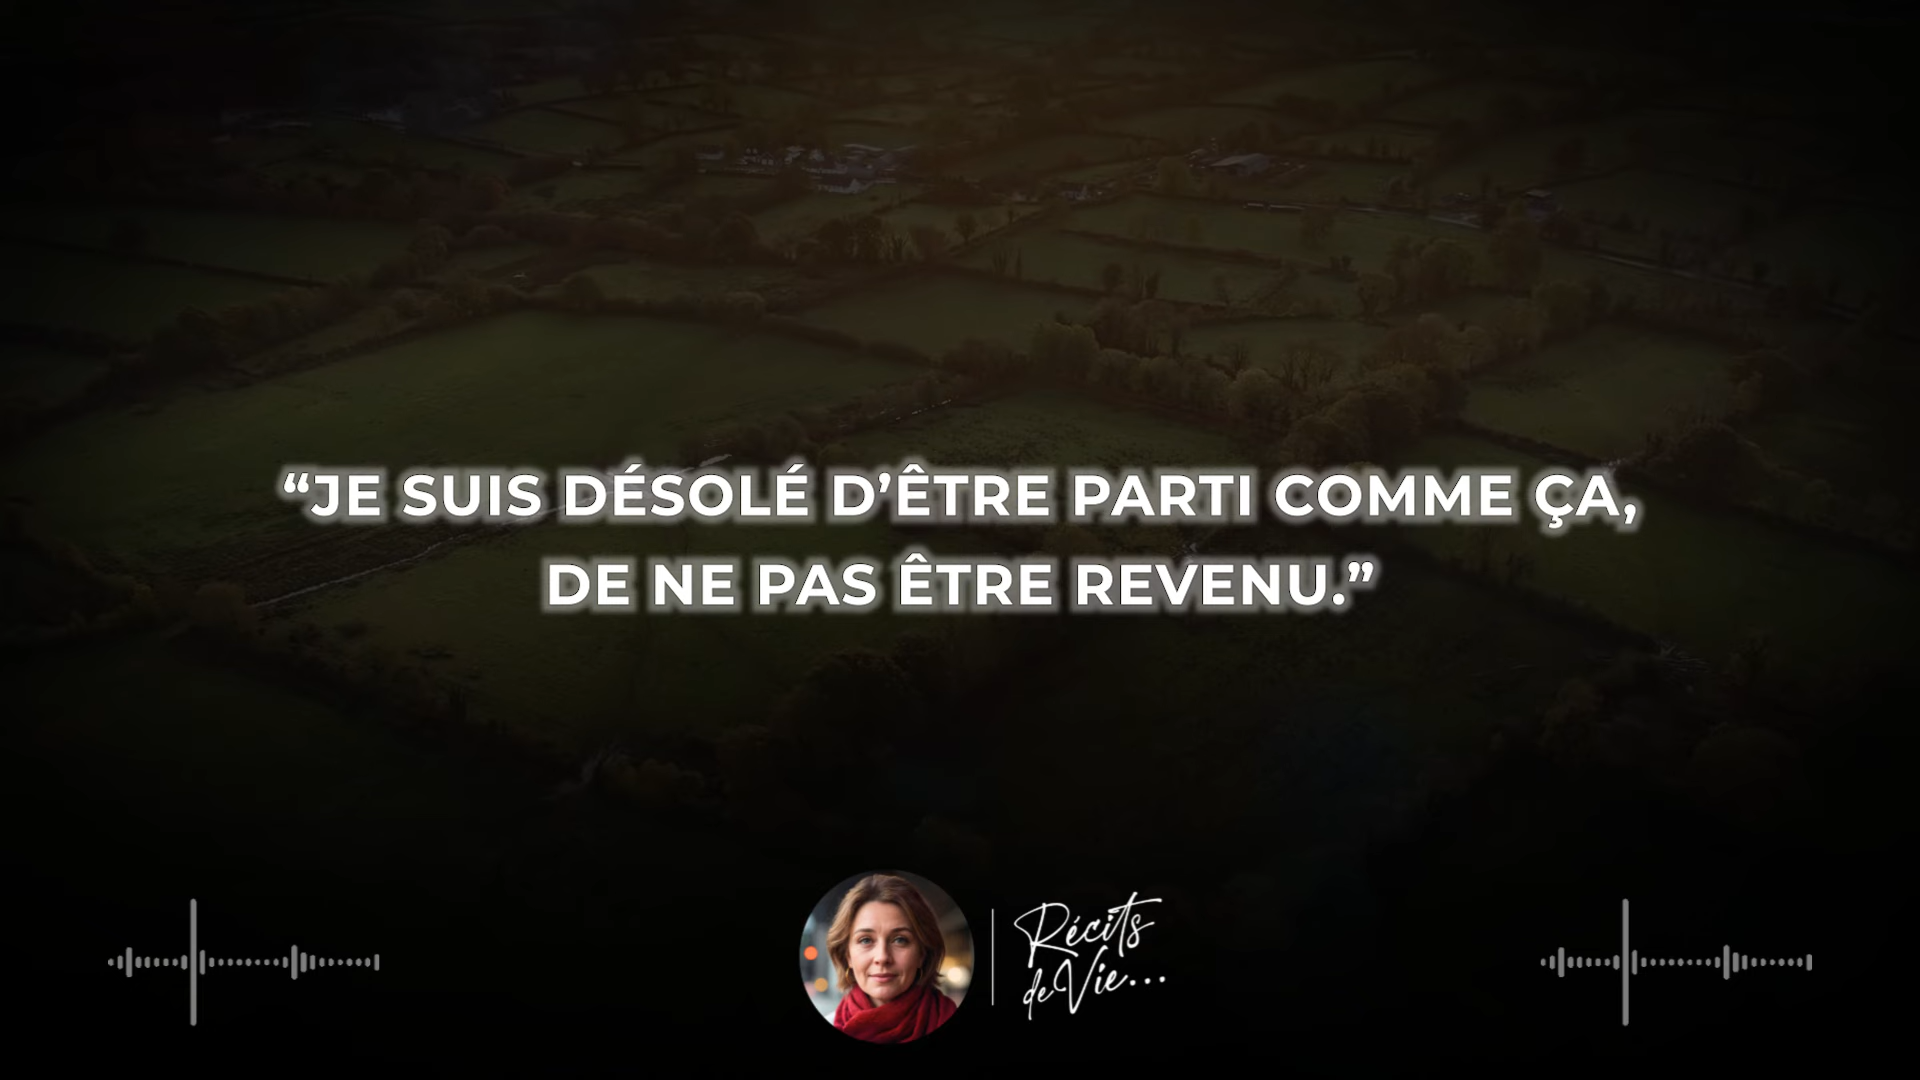 “JE SUIS DÉSOLÉ D’ÊTRE PARTI COMME ÇA,
DE NE PAS ÊTRE REVENU.”
Récits
de Vie...